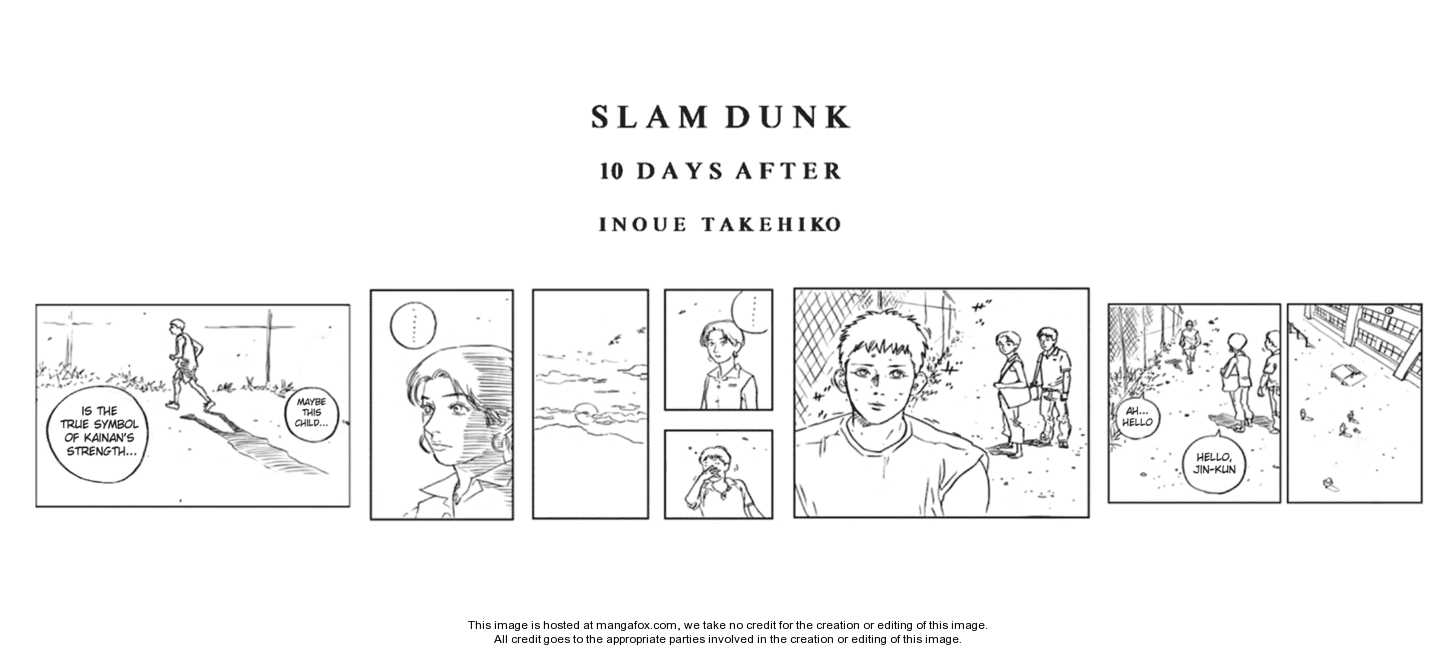 SLAM DUNK
10 DAYS AFTER
INOUE TAKEHIKO
AH...
HELLO
HELLO,
JIN-KUN
MAYBE
THIS
CHILD...
IS THE
TRUE SYMBOL
OF KAINAN'S
STRENGTH...
This image is hosted at mangafox.com, we take no credit for the creation or editing of this image.
All credit goes to the appropriate parties involved in the creation or editing of this image.